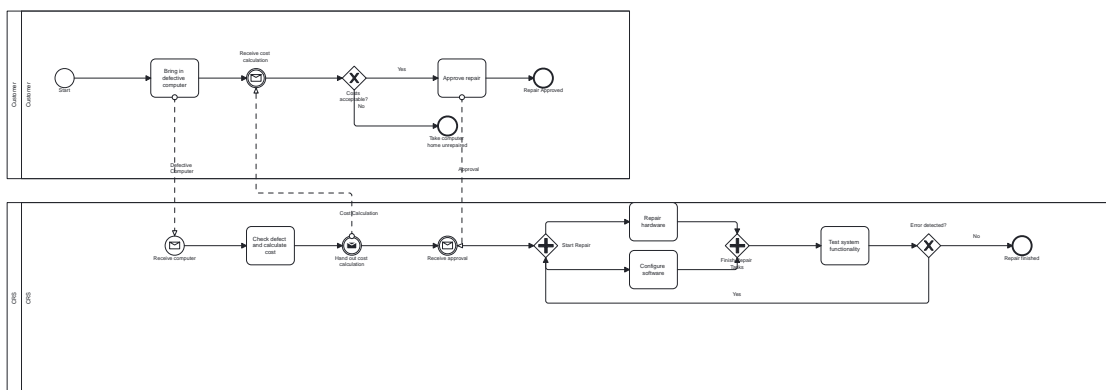 Customer
Customer
Start
Bring in
defective
computer
Receive cost
calculation
Costs
acceptable?
Yes
No
Approve repair
Repair Approved
Take computer
home unrepaired
Defective
Computer
Approval
Cost Calculation
CRS
CRS
Receive computer
Check defect
and calculate
cost
Hand out cost
calculation
Receive approval
Start Repair
Repair
hardware
Configure
software
Finish Repair
Tasks
Test system
functionality
Error detected?
No
Yes
Repair finished